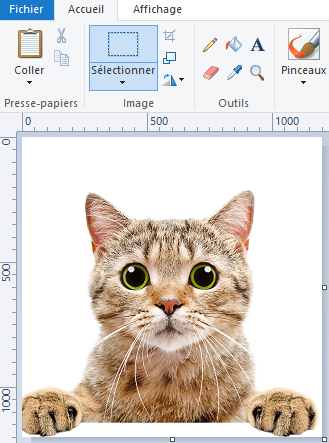 Fichier Accueil Affichage
Coller Sélectionner A Pinceaux
Presse-papiers Image Outils
0 500 1000
0
500
1000